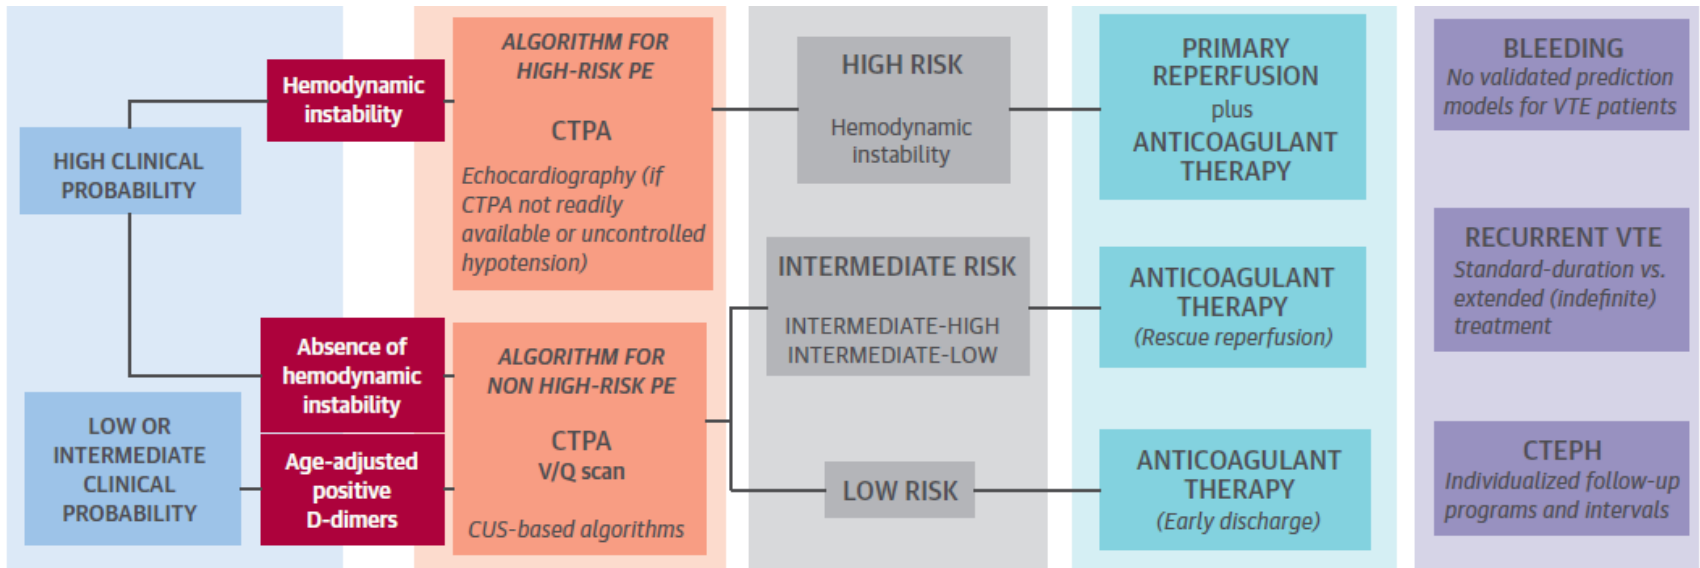 HIGH CLINICAL
PROBABILITY
LOW OR
INTERMEDIATE
CLINICAL
PROBABILITY
Hemodynamic
instability
Absence of
hemodynamic
instability
Age-adjusted
positive
D-dimers
ALGORITHM FOR
HIGH-RISK PE
CTPA
Echocardiography (if
CTPA not readily
available or uncontrolled
hypotension)
ALGORITHM FOR
NON HIGH-RISK PE
CTPA
V/Q scan
CUS-based algorithms
HIGH RISK
Hemodynamic
instability
INTERMEDIATE RISK
INTERMEDIATE-HIGH
INTERMEDIATE-LOW
LOW RISK
PRIMARY
REPERFUSION
plus
ANTICOAGULANT
THERAPY
ANTICOAGULANT
THERAPY
(Rescue reperfusion)
ANTICOAGULANT
THERAPY
(Early discharge)
BLEEDING
No validated prediction
models for VTE patients
RECURRENT VTE
Standard-duration vs.
extended (indefinite)
treatment
CTEPH
Individualized follow-up
programs and intervals